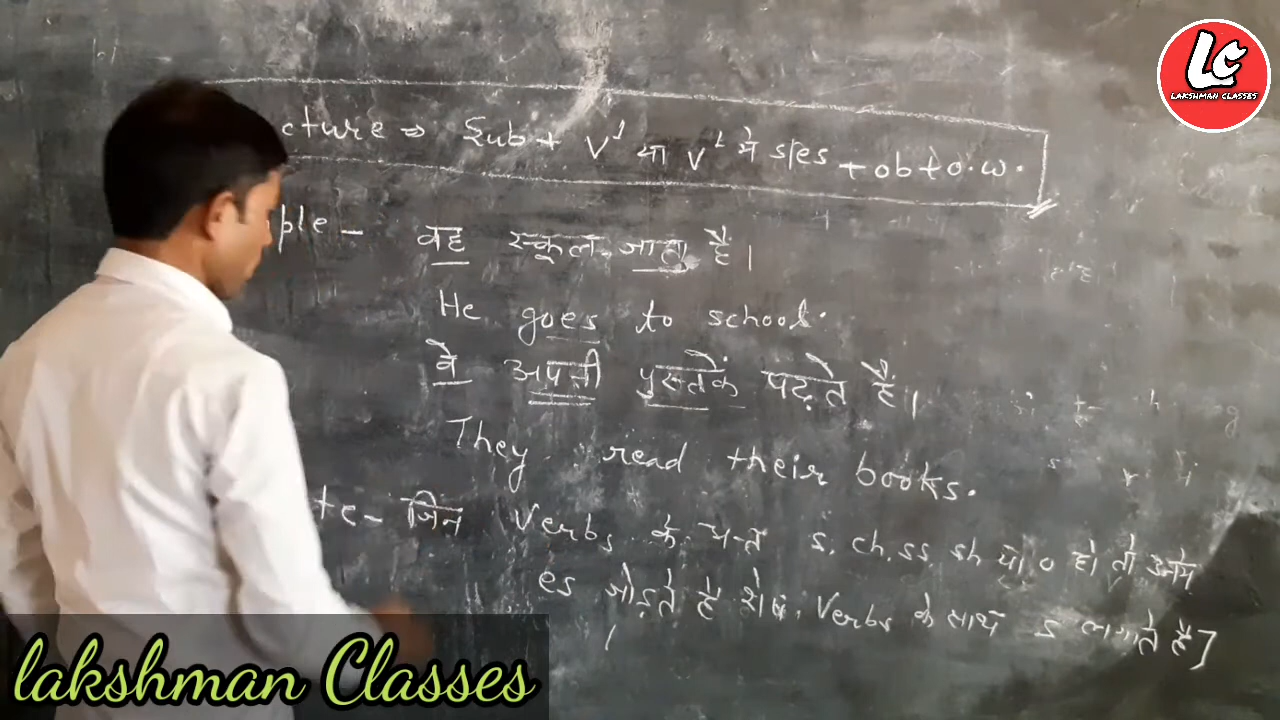 LC
LAKSHMAN CLASSES
cture ⇒ Sub + V¹ या V¹ मे s/es + ob + o.w.
ple – वह स्कूल जाता है।
He goes to school.
वे अपनी पुस्तकें पढ़ते है।
They read their books.
te – जिन Verbs के अन्त s, ch, ss, sh या o हो तो उनमे
es जोड़ते है शेष Verbs के साथ s लगाते है]
lakshman Classes